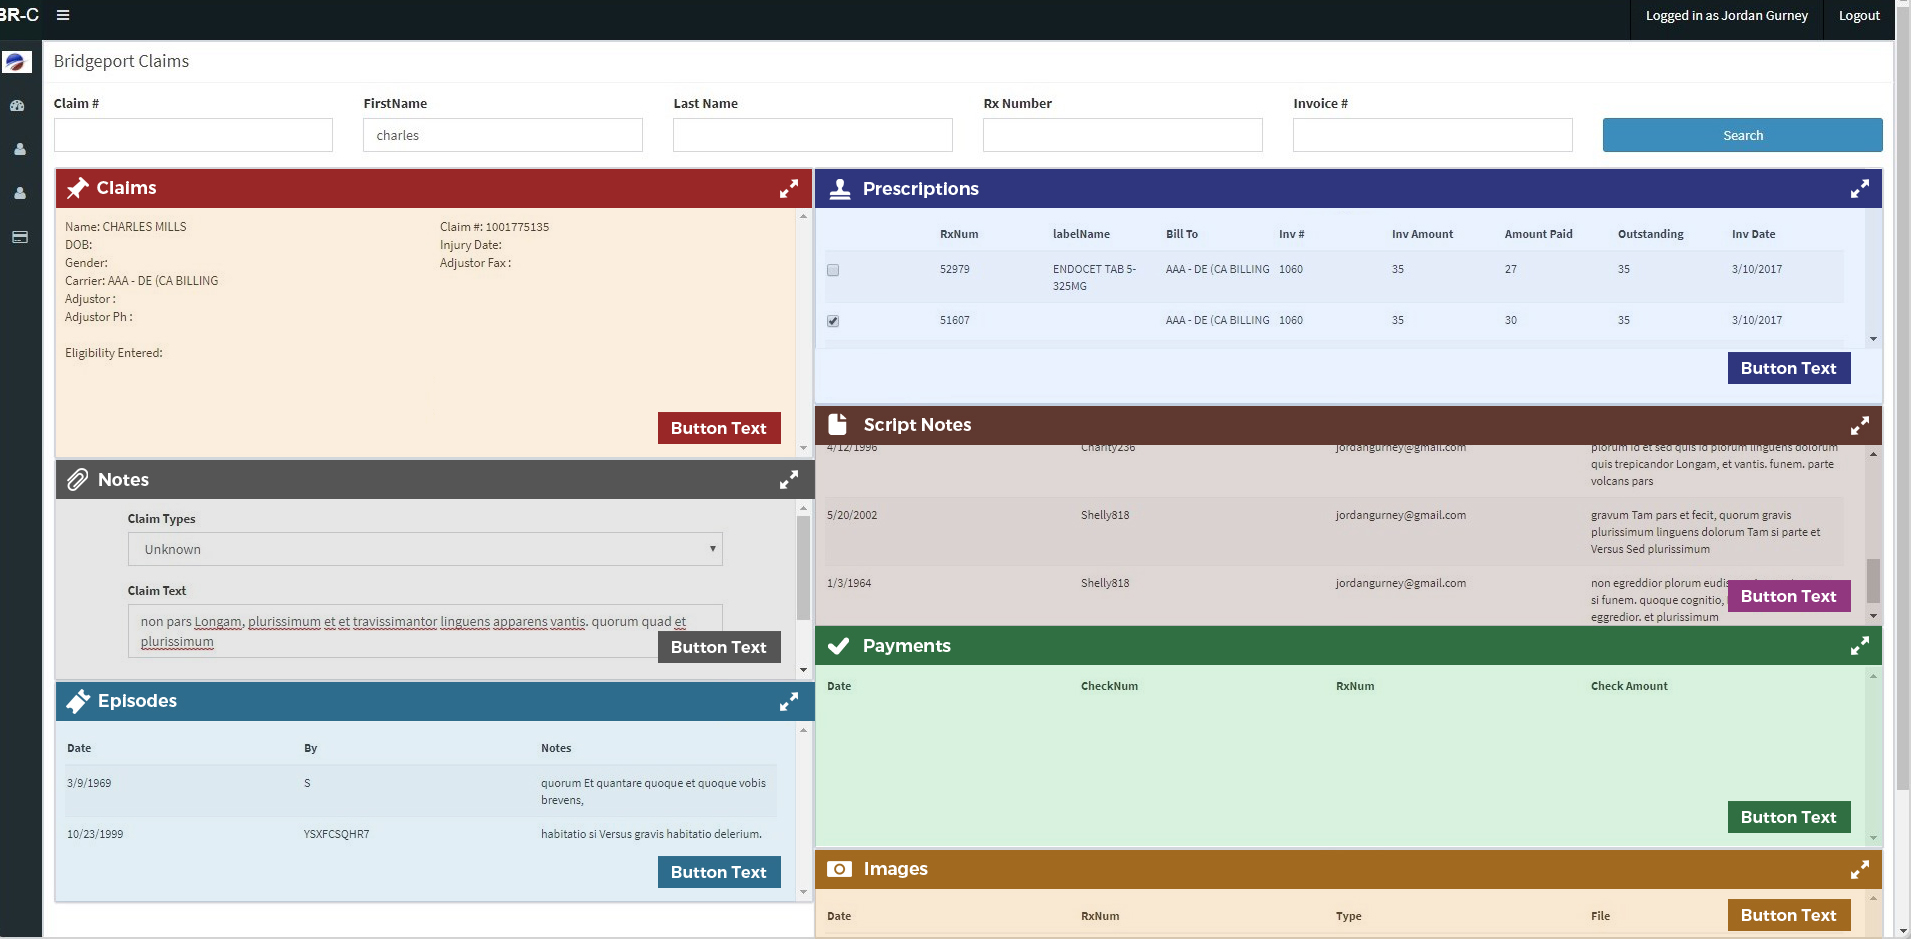 BR-C
Logged in as Jordan Gurney
Logout
Bridgeport Claims
Claim #
FirstName
Last Name
Rx Number
Invoice #
charles
Search
Claims
Name: CHARLES MILLS
Claim #: 1001775135
DOB:
Injury Date:
Gender:
Adjustor Fax :
Carrier: AAA - DE (CA BILLING
Adjustor :
Adjustor Ph :
Eligibility Entered:
Button Text
Notes
Claim Types
Unknown
Claim Text
non pars Longam, plurissimum et et travissimantor linguens apparens vantis. quorum quad et
plurissimum
Button Text
Episodes
Date By Notes
3/9/1969 S quorum Et quantare quoque et quoque vobis
brevens,
10/23/1999 YSXFCSQHR7 habitatio si Versus gravis habitatio delerium.
Button Text
Prescriptions
RxNum labelName Bill To Inv # Inv Amount Amount Paid Outstanding Inv Date
52979 ENDOCET TAB 5- AAA - DE (CA BILLING 1060 35 27 35 3/10/2017
325MG
51607 AAA - DE (CA BILLING 1060 35 30 35 3/10/2017
Button Text
Script Notes
4/12/1996 Charity236 jordangurney@gmail.com plorum id et sed quis id plorum linguens dolorum
quis trepicandor Longam, et vantis. funem. parte
volcans pars
5/20/2002 Shelly818 jordangurney@gmail.com gravum Tam pars et fecit, quorum gravis
plurissimum linguens dolorum Tam si parte et
Versus Sed plurissimum
1/3/1964 Shelly818 jordangurney@gmail.com non egreddior plorum
si funem. quoque cognitio,
eggredior. et plurissimum
Button Text
Payments
Date CheckNum RxNum Check Amount
Button Text
Images
Date RxNum Type File
Button Text